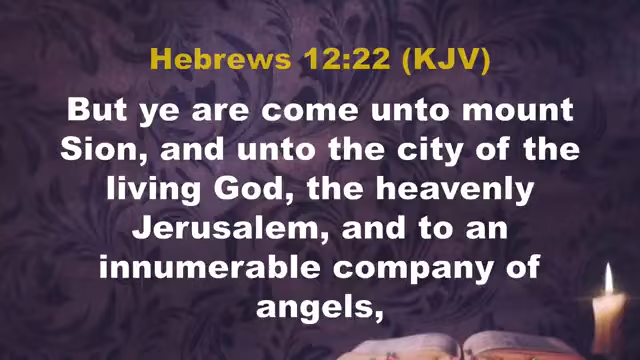 Hebrews 12:22 (KJV)
But ye are come unto mount
Sion, and unto the city of the
living God, the heavenly
Jerusalem, and to an
innumerable company of
angels,